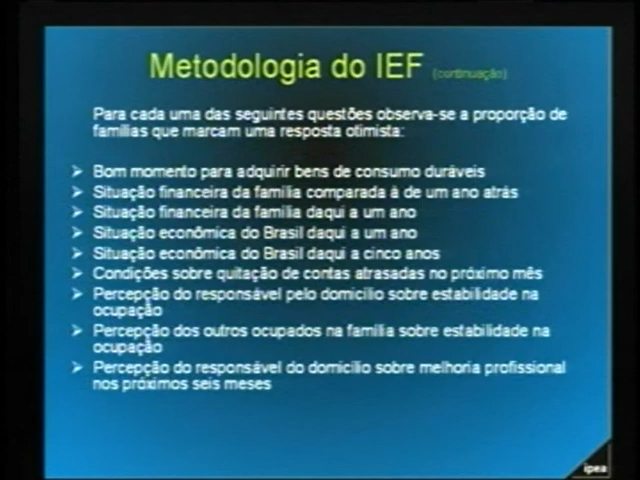 Metodologia do IEF (continuação)
Para cada uma das seguintes questões observa-se a proporção de
famílias que marcam uma resposta otimista:
➢ Bom momento para adquirir bens de consumo duráveis
➢ Situação financeira da família comparada à de um ano atrás
➢ Situação financeira da família daqui a um ano
➢ Situação econômica do Brasil daqui a um ano
➢ Situação econômica do Brasil daqui a cinco anos
➢ Condições sobre quitação de contas atrasadas no próximo mês
➢ Percepção do responsável pelo domicílio sobre estabilidade na
ocupação
➢ Percepção dos outros ocupados na família sobre estabilidade na
ocupação
➢ Percepção do responsável do domicílio sobre melhoria profissional
nos próximos seis meses
ipea